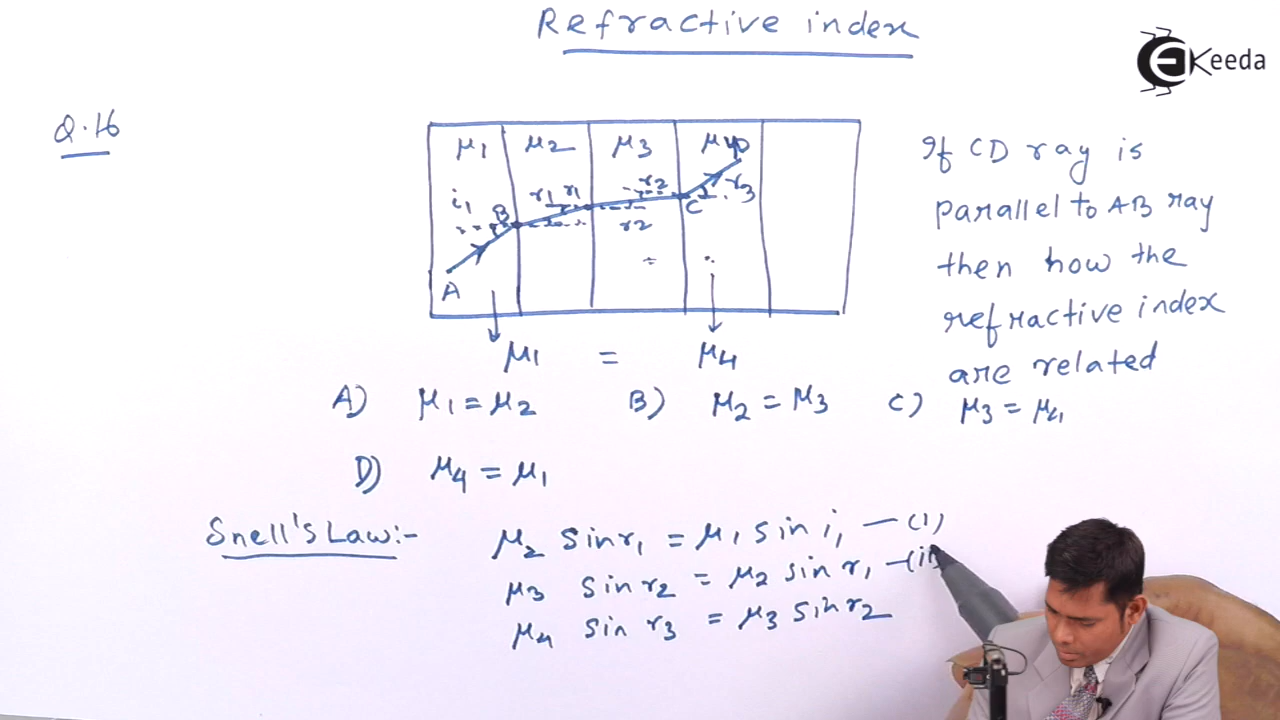 Refractive index
EKeeda
Q.16
μ1 μ2 μ3 μ4 D
i1 B r1 r1 r2 r2 C r3
A
μ1 = μ4
If CD ray is
parallel to AB ray
then how the
refractive index
are related
A) μ1 = μ2 B) μ2 = μ3 C) μ3 = μ4
D) μ4 = μ1
Snell's Law:-
μ2 sin r1 = μ1 sin i1 — (i)
μ3 sin r2 = μ2 sin r1 — (ii)
μ4 sin r3 = μ3 sin r2